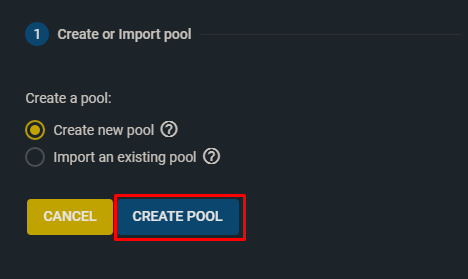 1 Create or Import pool
Create a pool:
Create new pool ?
Import an existing pool ?
CANCEL CREATE POOL